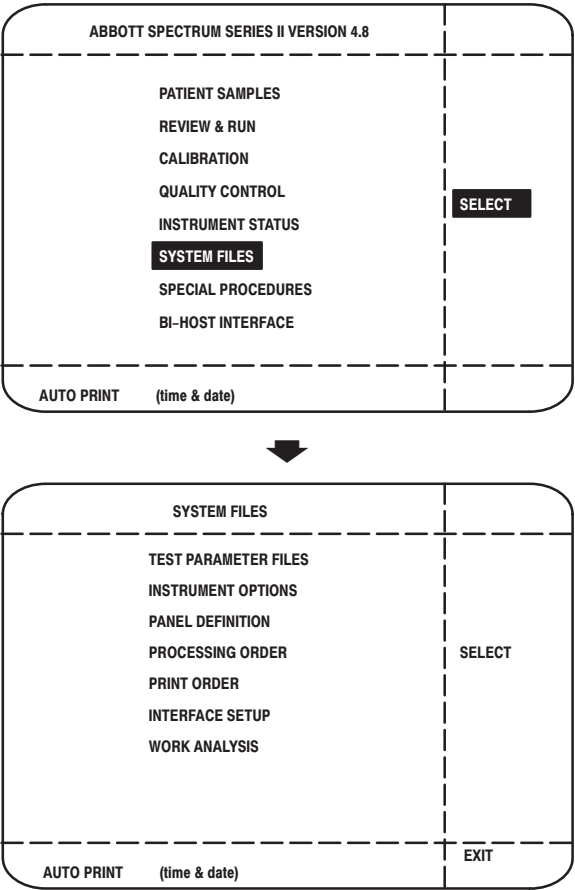 ABBOTT SPECTRUM SERIES II VERSION 4.8
PATIENT SAMPLES
REVIEW & RUN
CALIBRATION
QUALITY CONTROL
SELECT
INSTRUMENT STATUS
SYSTEM FILES
SPECIAL PROCEDURES
BI-HOST INTERFACE
AUTO PRINT (time & date)
SYSTEM FILES
TEST PARAMETER FILES
INSTRUMENT OPTIONS
PANEL DEFINITION
PROCESSING ORDER SELECT
PRINT ORDER
INTERFACE SETUP
WORK ANALYSIS
EXIT
AUTO PRINT (time & date)